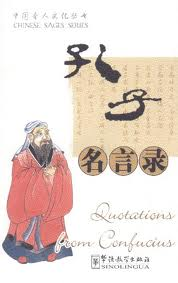 中国圣人文化丛书
CHINESE SAGES SERIES
孔子
名言录
Quotations
from Confucius
华语教学出版社
SINOLINGUA